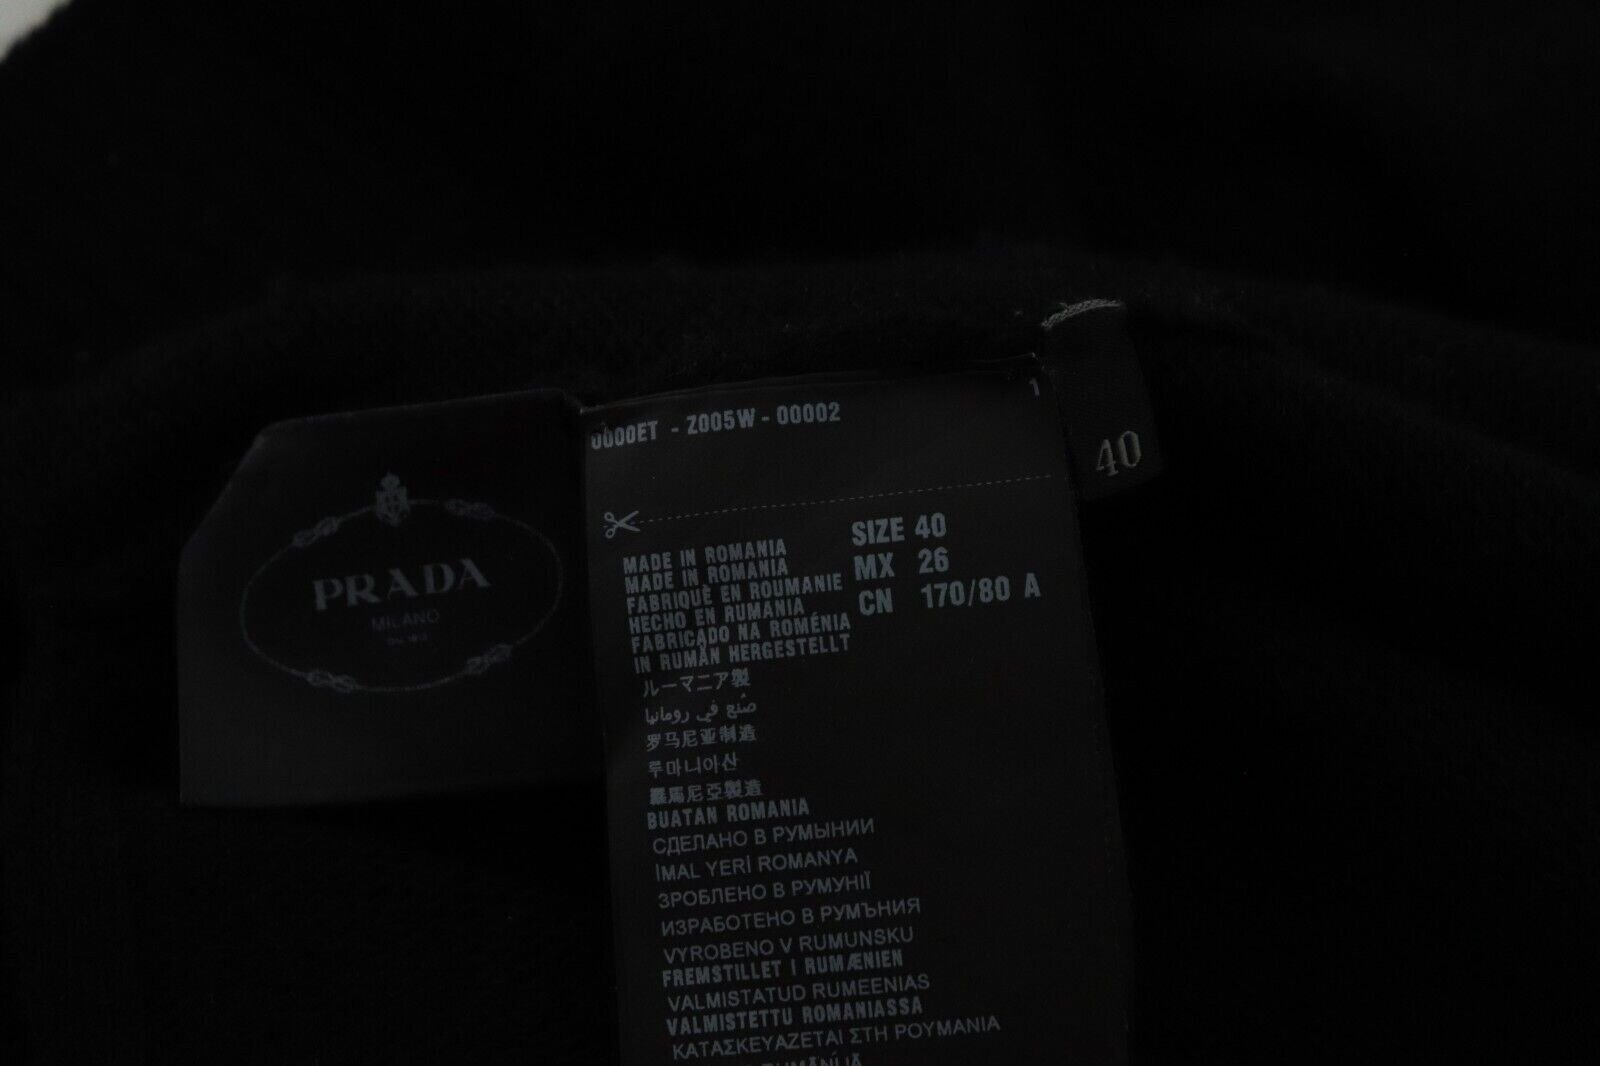 PRADA
MILANO
0000ET - Z005W - 00002
1
40
MADE IN ROMANIA
MADE IN ROMANIA
FABRIQUÈ EN ROUMANIE
HECHO EN RUMANIA
FABRICADO NA ROMÉNIA
IN RUMÄN HERGESTELLT
ルーマニア製
صنع في رومانيا
罗马尼亚制造
루마니아산
羅馬尼亞製造
BUATAN ROMANIA
СДЕЛАНО В РУМЫНИИ
İMAL YERİ ROMANYA
ЗРОБЛЕНО В РУМУНІЇ
ИЗРАБОТЕНО В РУМЪНИЯ
VYROBENO V RUMUNSKU
FREMSTILLET I RUMÆNIEN
VALMISTATUD RUMEENIAS
VALMISTETTU ROMANIASSA
ΚΑΤΑΣΚΕΥΑΖΕΤΑΙ ΣΤΗ ΡΟΥΜΑΝΙΑ
SIZE 40
MX 26
CN 170/80 A